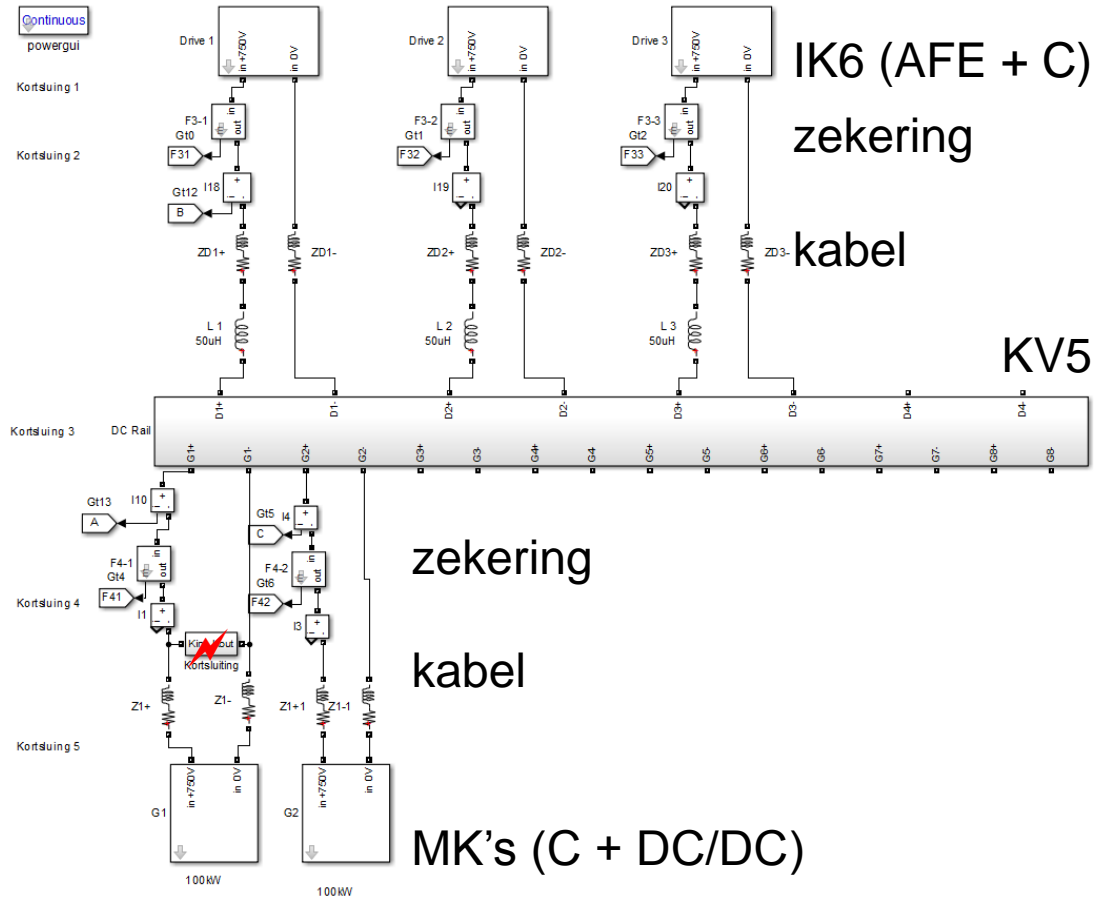 Continuous
powergui
Drive 1
in +750V
in 0V
Drive 2
in +750V
in 0V
Drive 3
in +750V
in 0V
IK6 (AFE + C)
Kortsluing 1
F3-1
in
out
Gt0
F31
F3-2
in
out
Gt1
F32
F3-3
in
out
Gt2
F33
zekering
Kortsluing 2
I18
+
-
Gt12
B
I19
+
-
I20
+
-
ZD1+
ZD1-
ZD2+
ZD2-
ZD3+
ZD3-
kabel
L 1
50uH
L 2
50uH
L 3
50uH
KV5
D1+
D1-
D2+
D2-
D3+
D3-
D4+
D4-
Kortsluing 3
DC Rail
G1+
G1-
G2+
G2-
G3+
G3-
G4+
G4-
G5+
G5-
G6+
G6-
G7+
G7-
G8+
G8-
Gt13
I10
+
-
A
Gt5
I4
+
-
C
F4-1
in
out
Gt4
F41
F4-2
in
out
Gt6
F42
zekering
Kortsluing 4
I1
+
-
I3
+
-
Kortsluiting
kabel
Z1+
Z1-
Z1+1
Z1-1
Kortsluing 5
in +750V
in 0V
G1
100kW
in +750V
in 0V
G2
100kW
MK's (C + DC/DC)